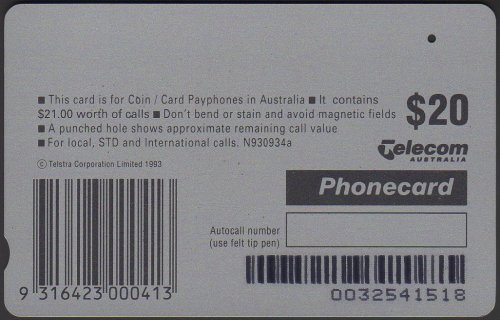 ■ This card is for Coin / Card Payphones in Australia ■ It contains
$21.00 worth of calls ■ Don't bend or stain and avoid magnetic fields
■ A punched hole shows approximate remaining call value
■ For local, STD and International calls. N930934a
$20
Telecom
AUSTRALIA
© Telstra Corporation Limited 1993
Phonecard
Autocall number
(use felt tip pen)
9 316423 000413
0032541518